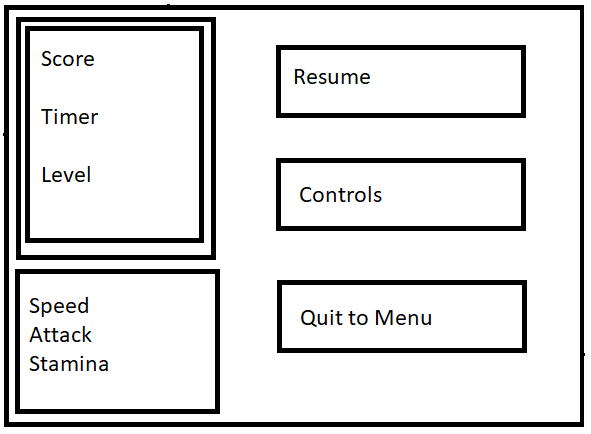 Score
Timer
Level
Speed
Attack
Stamina
Resume
Controls
Quit to Menu